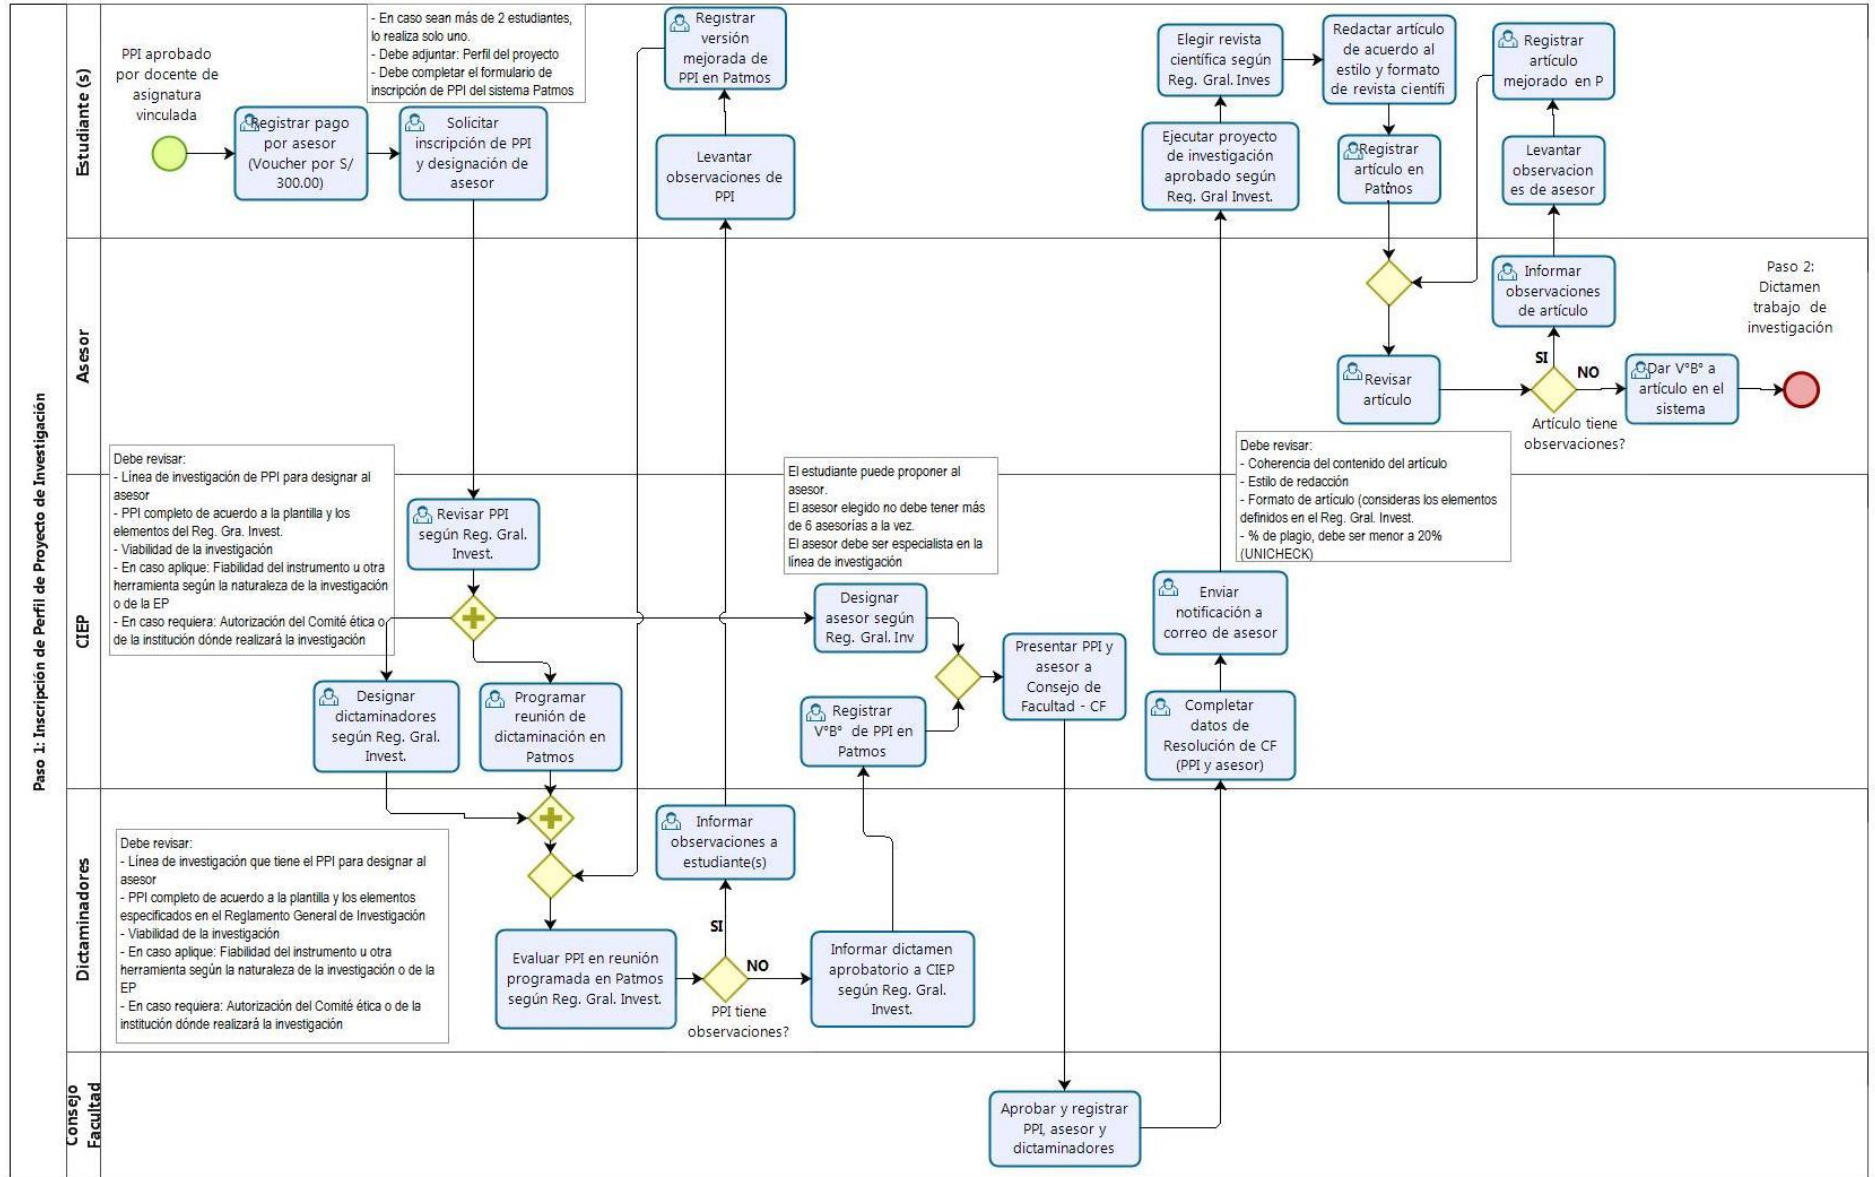 Paso 1: Inscripción de Perfil de Proyecto de Investigación
Estudiante (s)
PPI aprobado
por docente de
asignatura
vinculada
Registrar pago
por asesor
(Voucher por S/
300.00)
- En caso sean más de 2 estudiantes,
lo realiza solo uno.
- Debe adjuntar: Perfil del proyecto
- Debe completar el formulario de
inscripción de PPI del sistema Patmos
Solicitar
inscripción de PPI
y designación de
asesor
Registrar
versión
mejorada de
PPI en Patmos
Levantar
observaciones de
PPI
Elegir revista
científica según
Reg. Gral. Inves
Ejecutar proyecto
de investigación
aprobado según
Reg. Gral Invest.
Redactar artículo
de acuerdo al
estilo y formato
de revista científi
Registrar
artículo en
Patmos
Registrar
artículo
mejorado en P
Levantar
observacion
es de asesor
Asesor
Informar
observaciones
de artículo
Paso 2:
Dictamen
trabajo de
investigación
Revisar
artículo
SI
NO
Artículo tiene
observaciones?
Dar V°B° a
artículo en el
sistema
Debe revisar:
- Coherencia del contenido del artículo
- Estilo de redacción
- Formato de artículo (consideras los elementos
definidos en el Reg. Gral. Invest.
- % de plagio, debe ser menor a 20%
(UNICHECK)
CIEP
Debe revisar:
- Línea de investigación de PPI para designar al
asesor
- PPI completo de acuerdo a la plantilla y los
elementos del Reg. Gra. Invest.
- Viabilidad de la investigación
- En caso aplique: Fiabilidad del instrumento u otra
herramienta según la naturaleza de la investigación
o de la EP
- En caso requiera: Autorización del Comité ética o
de la institución dónde realizará la investigación
Revisar PPI
según Reg. Gral.
Invest.
Designar
dictaminadores
según Reg. Gral.
Invest.
Programar
reunión de
dictaminación en
Patmos
El estudiante puede proponer al
asesor.
El asesor elegido no debe tener más
de 6 asesorías a la vez.
El asesor debe ser especialista en la
línea de investigación
Designar
asesor según
Reg. Gral. Inv
Registrar
V°B° de PPI en
Patmos
Presentar PPI y
asesor a
Consejo de
Facultad - CF
Enviar
notificación a
correo de asesor
Completar
datos de
Resolución de CF
(PPI y asesor)
Dictaminadores
Debe revisar:
- Línea de investigación que tiene el PPI para designar al
asesor
- PPI completo de acuerdo a la plantilla y los elementos
especificados en el Reglamento General de Investigación
- Viabilidad de la investigación
- En caso aplique: Fiabilidad del instrumento u otra
herramienta según la naturaleza de la investigación o de la
EP
- En caso requiera: Autorización del Comité ética o de la
institución dónde realizará la investigación
Informar
observaciones a
estudiante(s)
Evaluar PPI en reunión
programada en Patmos
según Reg. Gral. Invest.
SI
NO
PPI tiene
observaciones?
Informar dictamen
aprobatorio a CIEP
según Reg. Gral.
Invest.
Consejo
Facultad
Aprobar y registrar
PPI, asesor y
dictaminadores